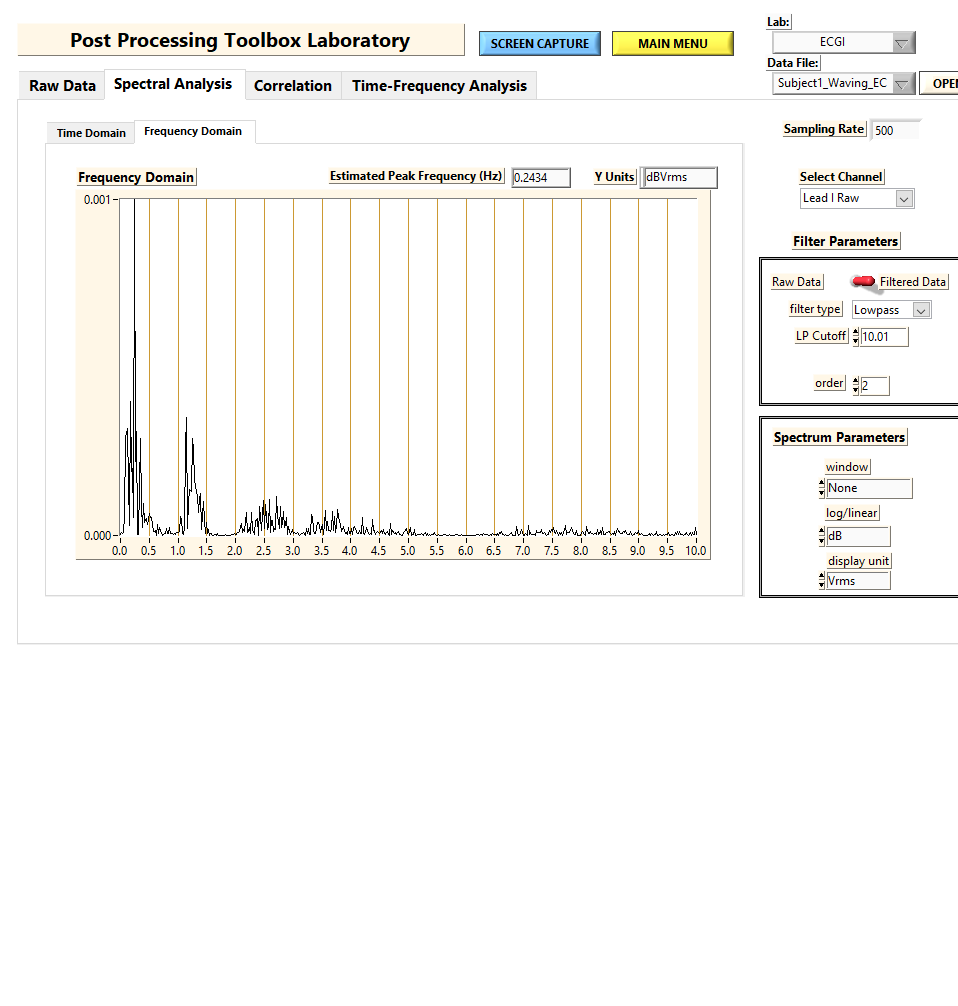 Lab:
Post Processing Toolbox Laboratory
SCREEN CAPTURE
MAIN MENU
ECGI
Data File:
Raw Data
Spectral Analysis
Correlation
Time-Frequency Analysis
Subject1_Waving_EC
OPE
Time Domain
Frequency Domain
Sampling Rate
500
Frequency Domain
Estimated Peak Frequency (Hz)
0.2434
Y Units
dBVrms
Select Channel
Lead I Raw
0.001
0.000
0.0 0.5 1.0 1.5 2.0 2.5 3.0 3.5 4.0 4.5 5.0 5.5 6.0 6.5 7.0 7.5 8.0 8.5 9.0 9.5 10.0
Filter Parameters
Raw Data
Filtered Data
filter type
Lowpass
LP Cutoff
10.01
order
2
Spectrum Parameters
window
None
log/linear
dB
display unit
Vrms